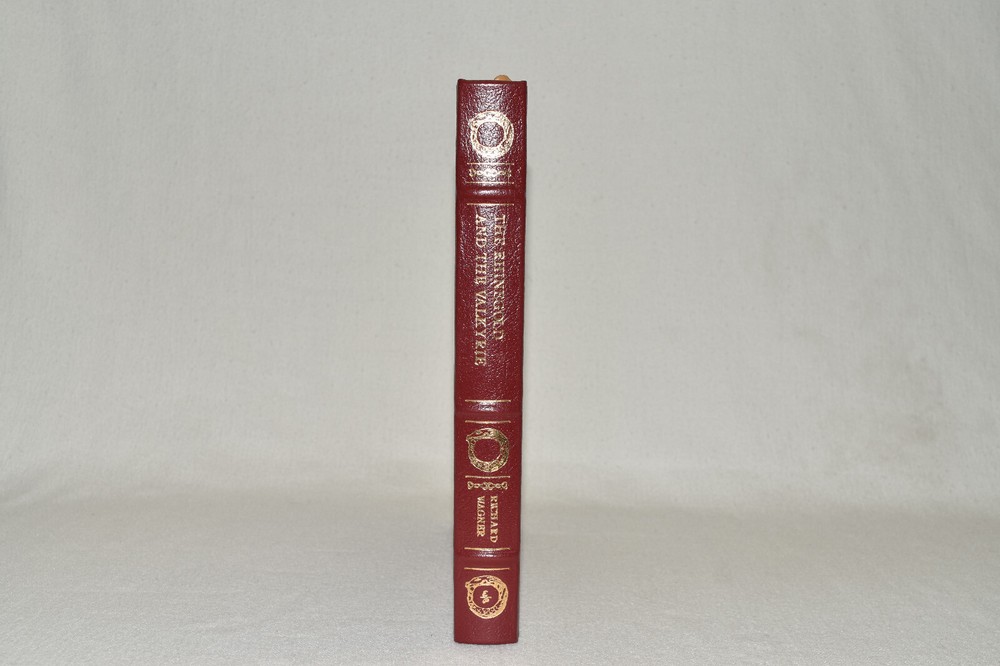 THE RHINEGOLD
AND THE VALKYRIE
RICHARD
WAGNER